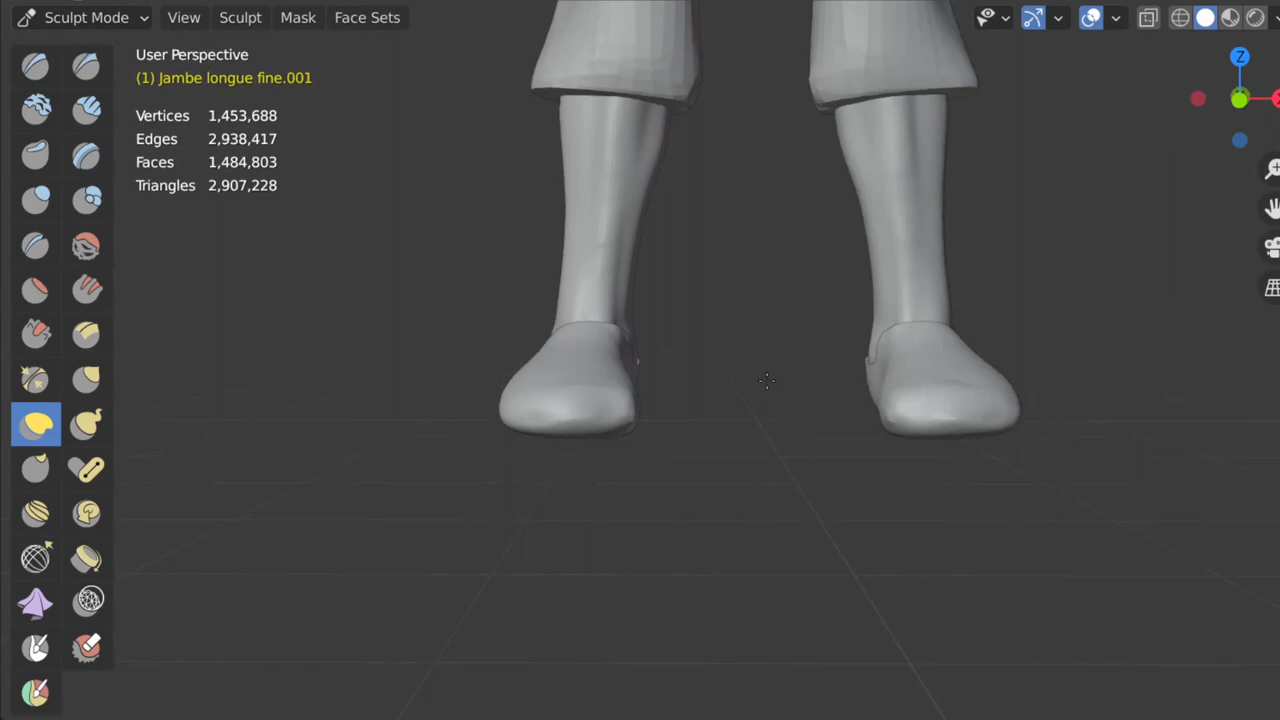 Sculpt Mode View Sculpt Mask Face Sets
User Perspective
(1) Jambe longue fine.001
Vertices 1,453,688
Edges 2,938,417
Faces 1,484,803
Triangles 2,907,228
Z